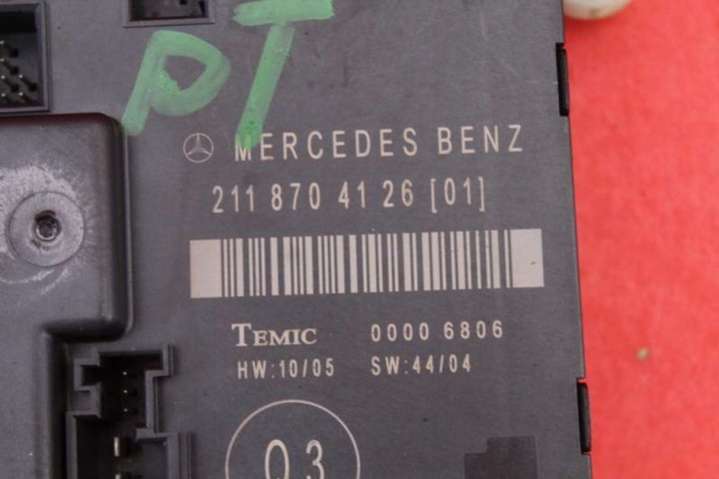 PT
MERCEDES BENZ
211 870 41 26 [01]
TEMIC 0000 6806
HW:10/05 SW:44/04
03